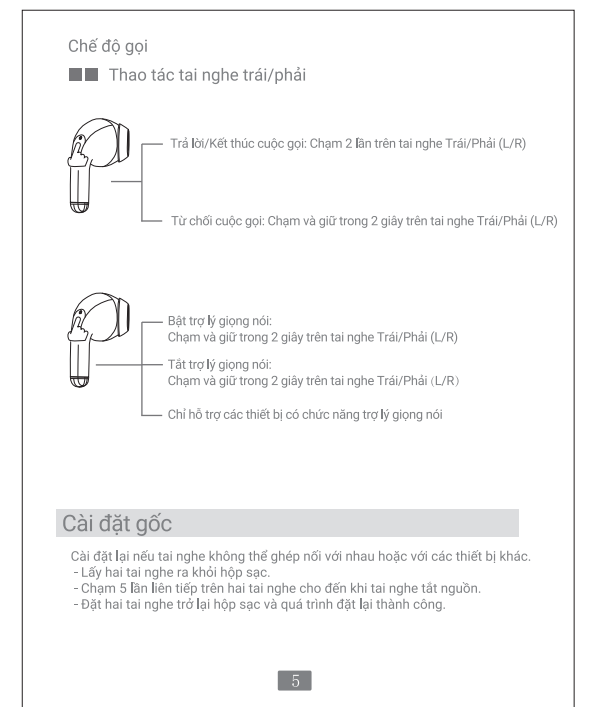 Chế độ gọi
Thao tác tai nghe trái/phải
Trả lời/Kết thúc cuộc gọi: Chạm 2 lần trên tai nghe Trái/Phải (L/R)
Từ chối cuộc gọi: Chạm và giữ trong 2 giây trên tai nghe Trái/Phải (L/R)
Bật trợ lý giọng nói:
Chạm và giữ trong 2 giây trên tai nghe Trái/Phải (L/R)
Tắt trợ lý giọng nói:
Chạm và giữ trong 2 giây trên tai nghe Trái/Phải (L/R)
Chỉ hỗ trợ các thiết bị có chức năng trợ lý giọng nói
Cài đặt gốc
Cài đặt lại nếu tai nghe không thể ghép nối với nhau hoặc với các thiết bị khác.
- Lấy hai tai nghe ra khỏi hộp sạc.
- Chạm 5 lần liên tiếp trên hai tai nghe cho đến khi tai nghe tắt nguồn.
- Đặt hai tai nghe trở lại hộp sạc và quá trình đặt lại thành công.
5